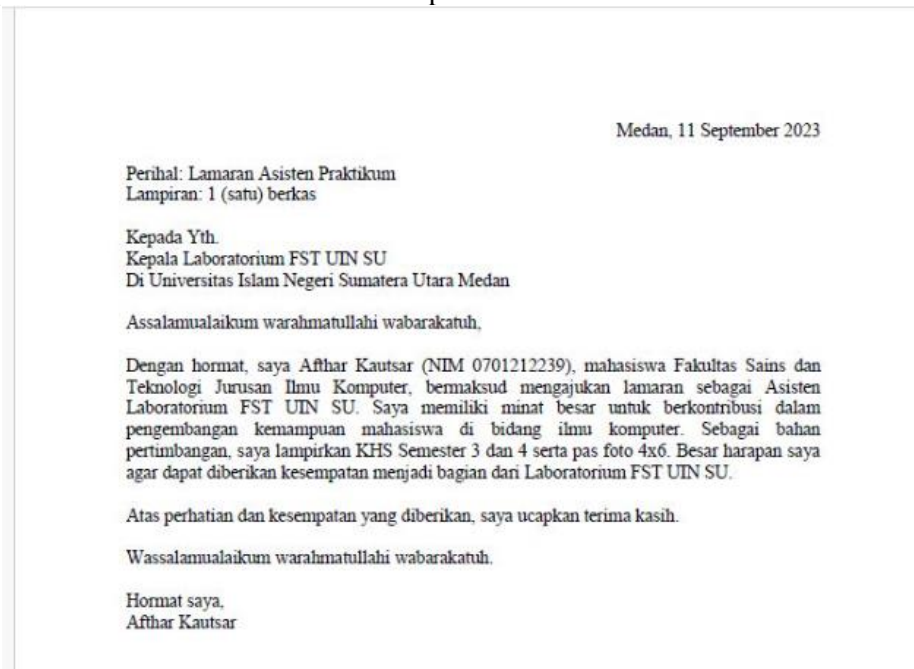 Medan, 11 September 2023
Perihal: Lamaran Asisten Praktikum
Lampiran: 1 (satu) berkas
Kepada Yth.
Kepala Laboratorium FST UIN SU
Di Universitas Islam Negeri Sumatera Utara Medan
Assalamualaikum warahmatullahi wabarakatuh,
Dengan hormat, saya Afthar Kautsar (NIM 0701212239), mahasiswa Fakultas Sains dan
Teknologi Jurusan Ilmu Komputer, bermaksud mengajukan lamaran sebagai Asisten
Laboratorium FST UIN SU. Saya memiliki minat besar untuk berkontribusi dalam
pengembangan kemampuan mahasiswa di bidang ilmu komputer. Sebagai bahan
pertimbangan, saya lampirkan KHS Semester 3 dan 4 serta pas foto 4x6. Besar harapan saya
agar dapat diberikan kesempatan menjadi bagian dari Laboratorium FST UIN SU.
Atas perhatian dan kesempatan yang diberikan, saya ucapkan terima kasih.
Wassalamualaikum warahmatullahi wabarakatuh.
Hormat saya,
Afthar Kautsar